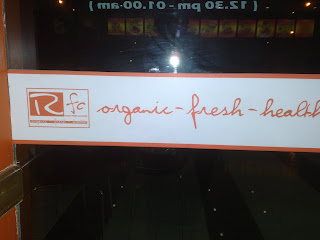 ( 12.30 pm - 01.00 am )
R fc
organic-fresh-health